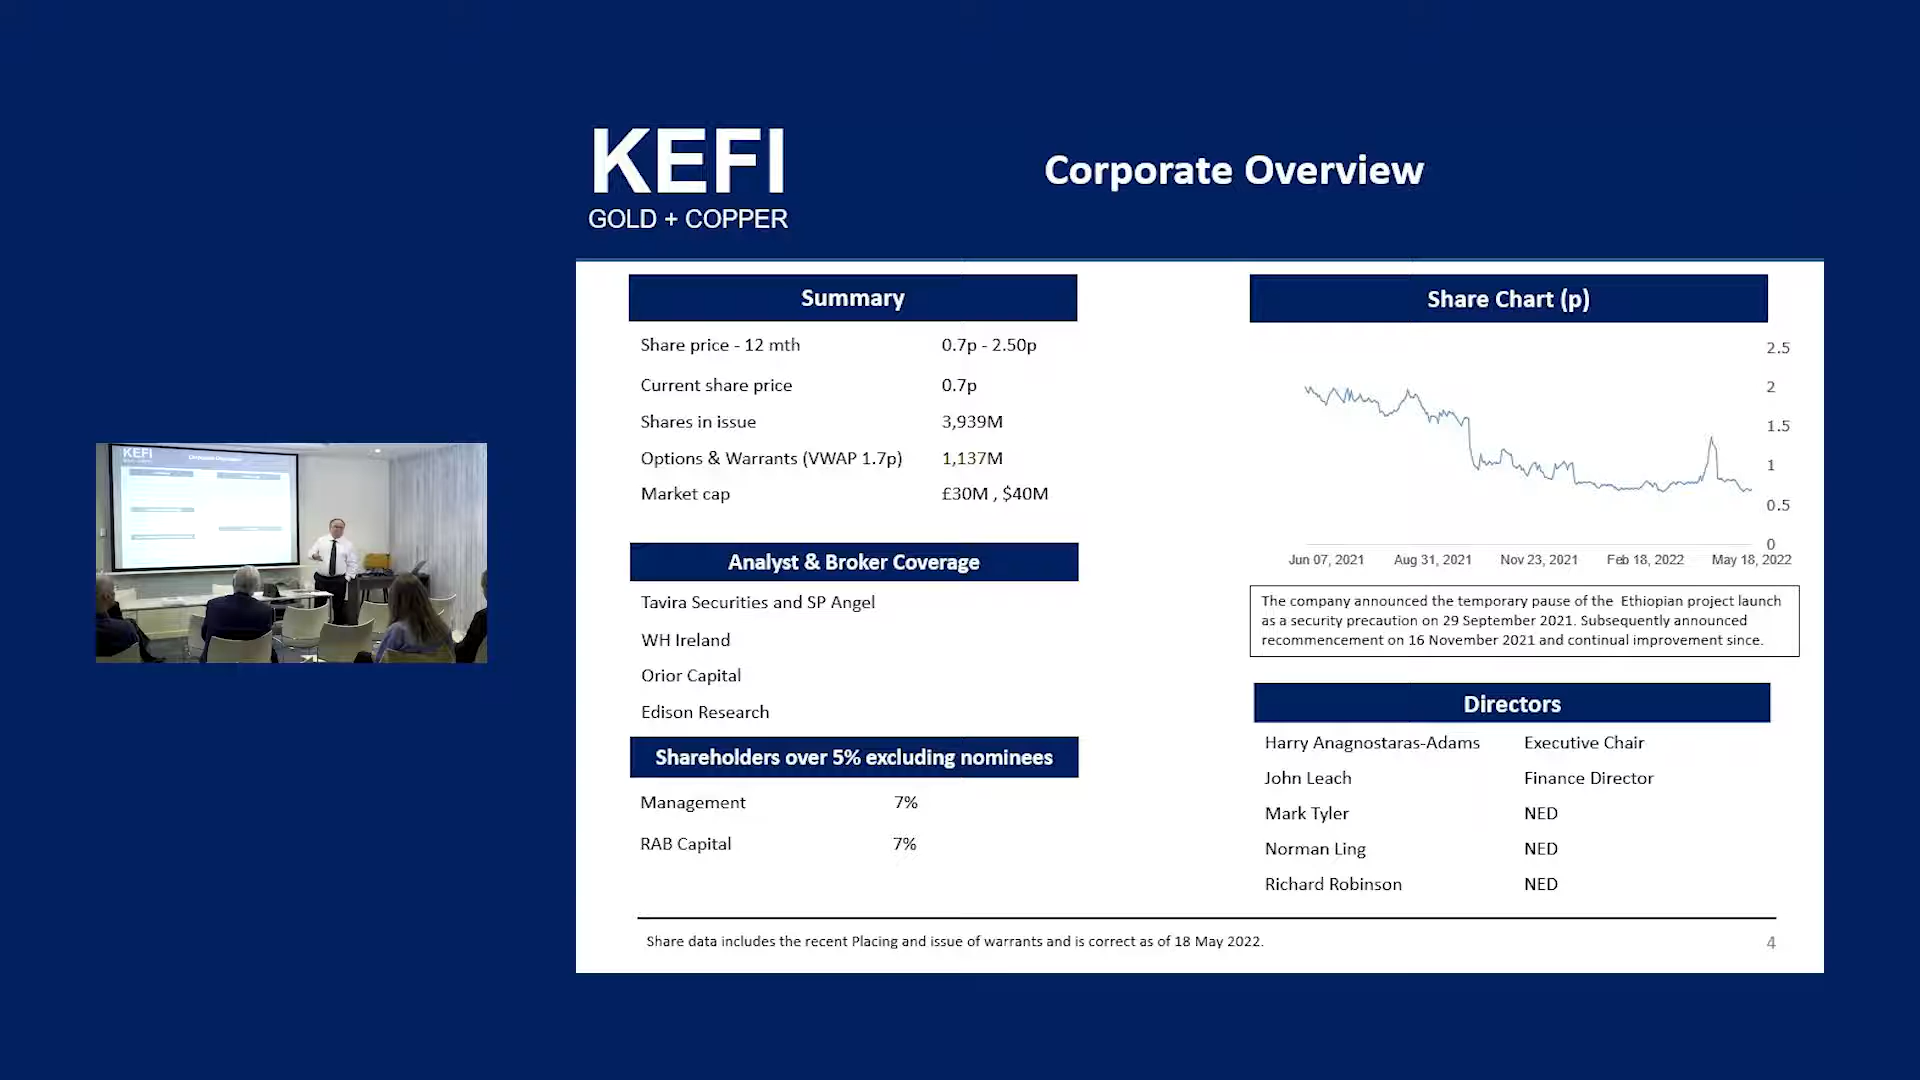 KEFI
GOLD + COPPER
Corporate Overview
Summary
Share price - 12 mth 0.7p - 2.50p
Current share price 0.7p
Shares in issue 3,939M
Options & Warrants (VWAP 1.7p) 1,137M
Market cap £30M , $40M
Analyst & Broker Coverage
Tavira Securities and SP Angel
WH Ireland
Orior Capital
Edison Research
Shareholders over 5% excluding nominees
Management 7%
RAB Capital 7%
Share Chart (p)
2.5
2
1.5
1
0.5
0
Jun 07, 2021 Aug 31, 2021 Nov 23, 2021 Feb 18, 2022 May 18, 2022
The company announced the temporary pause of the Ethiopian project launch
as a security precaution on 29 September 2021. Subsequently announced
recommencement on 16 November 2021 and continual improvement since.
Directors
Harry Anagnostaras-Adams Executive Chair
John Leach Finance Director
Mark Tyler NED
Norman Ling NED
Richard Robinson NED
Share data includes the recent Placing and issue of warrants and is correct as of 18 May 2022.
4
KEFI
Corporate Overview